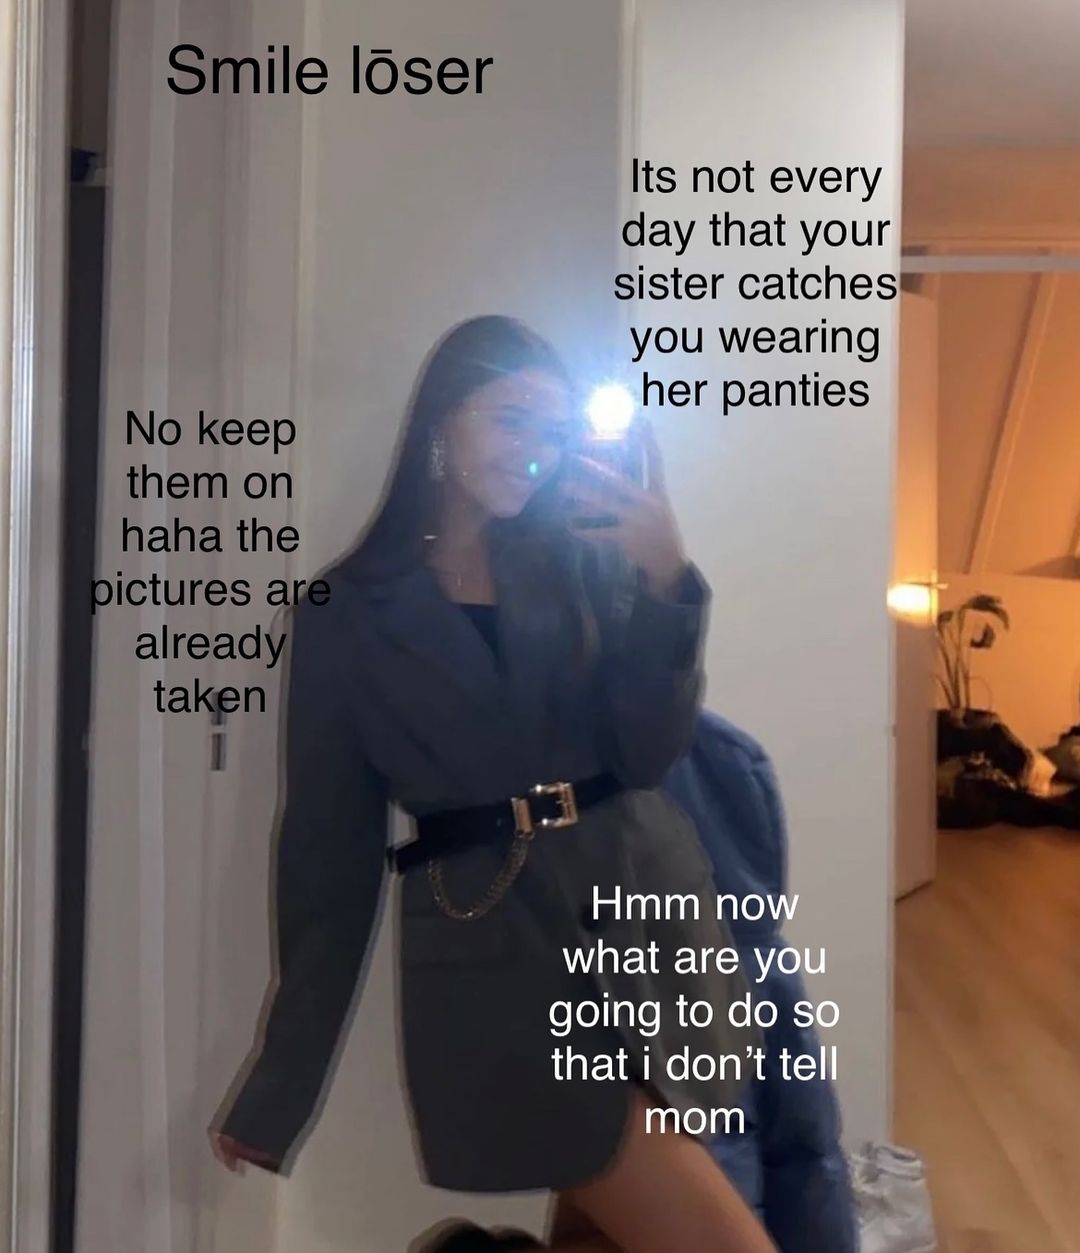 Smile lōser
Its not every
day that your
sister catches
you wearing
her panties
No keep
them on
haha the
pictures are
already
taken
Hmm now
what are you
going to do so
that i don’t tell
mom